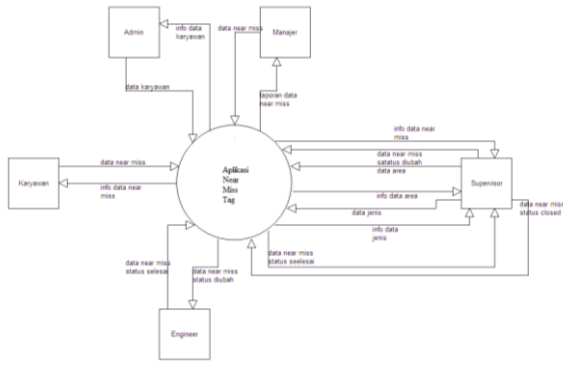 Admin
info data
karyawan
data near miss
Manajer
data karyawan
laporan data
near miss
info data near
miss
data near miss
satatus diubah
data area
Supervisor
data near miss
Karyawan
info data near
miss
Aplikasi
Near
Miss
Tag
info data area
data jenis
info data
jenis
data near miss
status closed
data near miss
status selesai
data near miss
status diubah
data near miss
status seelesai
Engineer